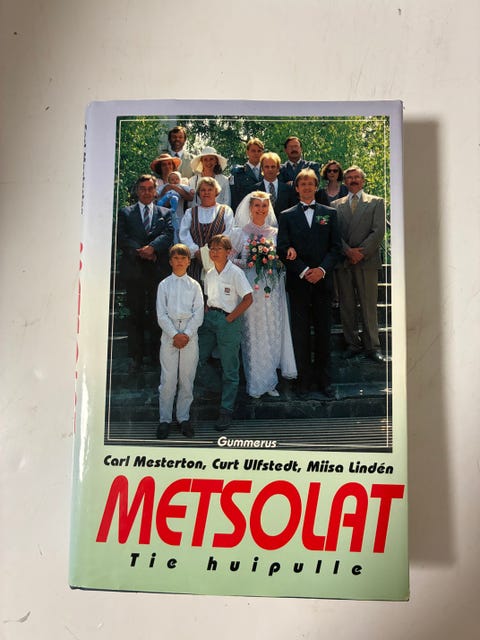 Gummerus
Carl Mesterton, Curt Ulfstedt, Miisa Lindén
METSOLAT
Tie huipulle